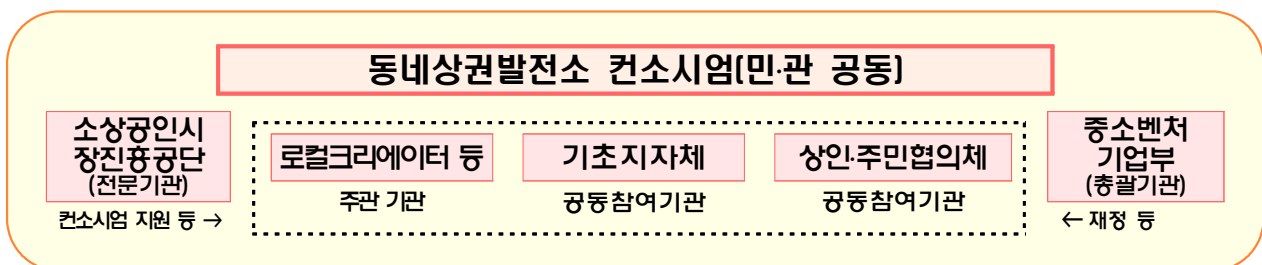 동네상권발전소 컨소시엄(민·관 공동)
소상공인시
장진흥공단
(전문기관)
컨소시엄 지원 등 →
로컬크리에이터 등
주관 기관
기초지자체
공동참여기관
상인·주민협의체
공동참여기관
중소벤처
기업부
(총괄기관)
← 재정 등